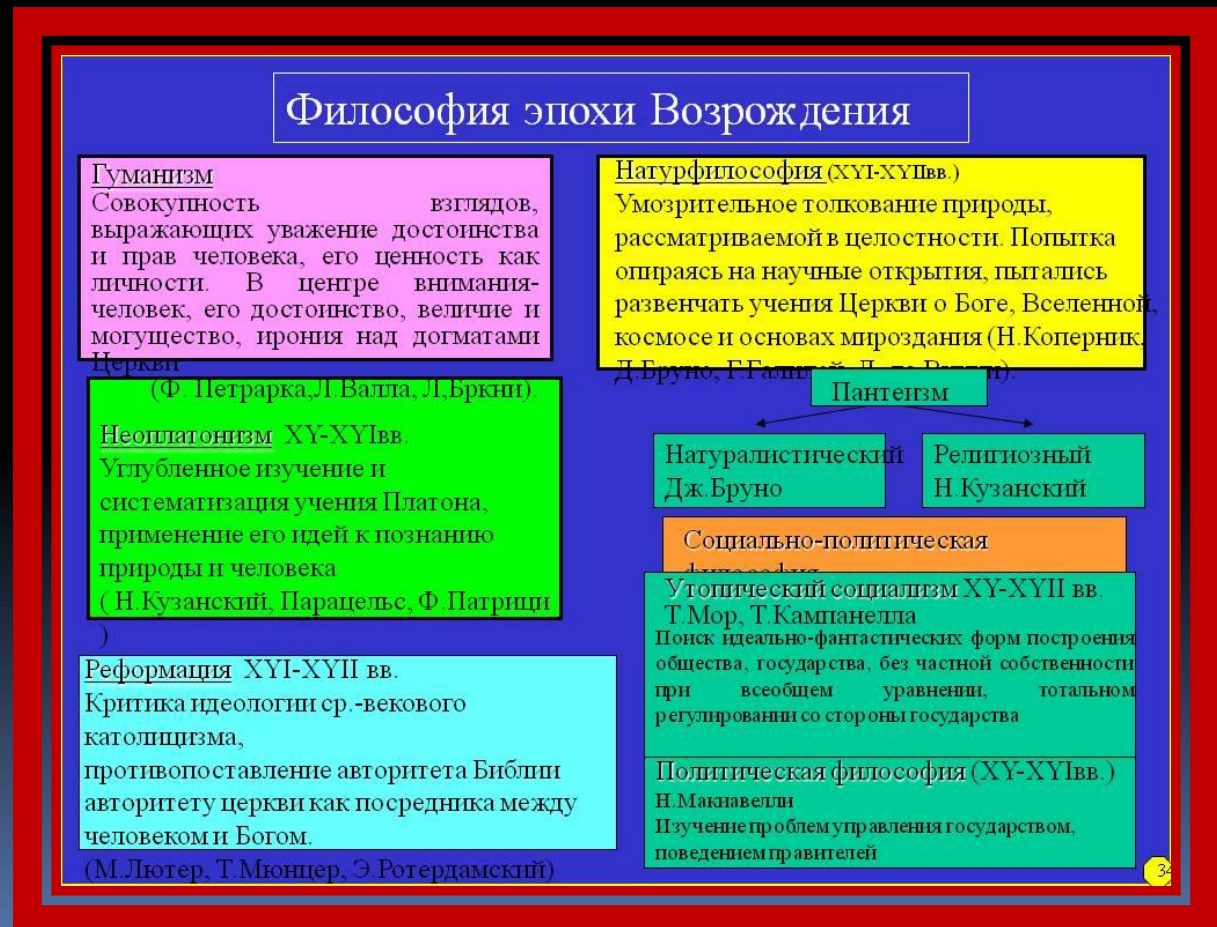 Философия эпохи Возрождения
Гуманизм
Совокупность взглядов,
выражающих уважение достоинства
и прав человека, его ценность как
личности. В центре внимания-
человек, его достоинство, величие и
могущество, ирония над догматами
Церкви
(Ф. Петрарка,Л.Валла, Л,Бркни).
Неоплатонизм XY-XYIвв.
Углубленное изучение и
систематизация учения Платона,
применение его идей к познанию
природы и человека
( Н.Кузанский, Парацельс, Ф.Патрици
)
Реформация XYI-XYII вв.
Критика идеологии ср.-векового
католицизма,
противопоставление авторитета Библии
авторитету церкви как посредника между
человеком и Богом.
(М.Лютер, Т.Мюнцер, Э.Ротердамский)
Натурфилософия (XYI-XYIIвв.)
Умозрительное толкование природы,
рассматриваемой в целостности. Попытка
опираясь на научные открытия, пытались
развенчать учения Церкви о Боге, Вселенной,
космосе и основах мироздания (Н.Коперник,
Д.Бруно, Г.Галилей, Л. да Винчи).
Пантеизм
Натуралистический
Дж.Бруно
Религиозный
Н.Кузанский
Социально-политическая
философия
Утопический социализм XY-XYII вв.
Т.Мор, Т.Кампанелла
Поиск идеально-фантастических форм построения
общества, государства, без частной собственности
при всеобщем уравнении, тотальном
регулировании со стороны государства
Политическая философия (XY-XYIвв.)
Н.Макиавелли
Изучение проблем управления государством,
поведением правителей
34